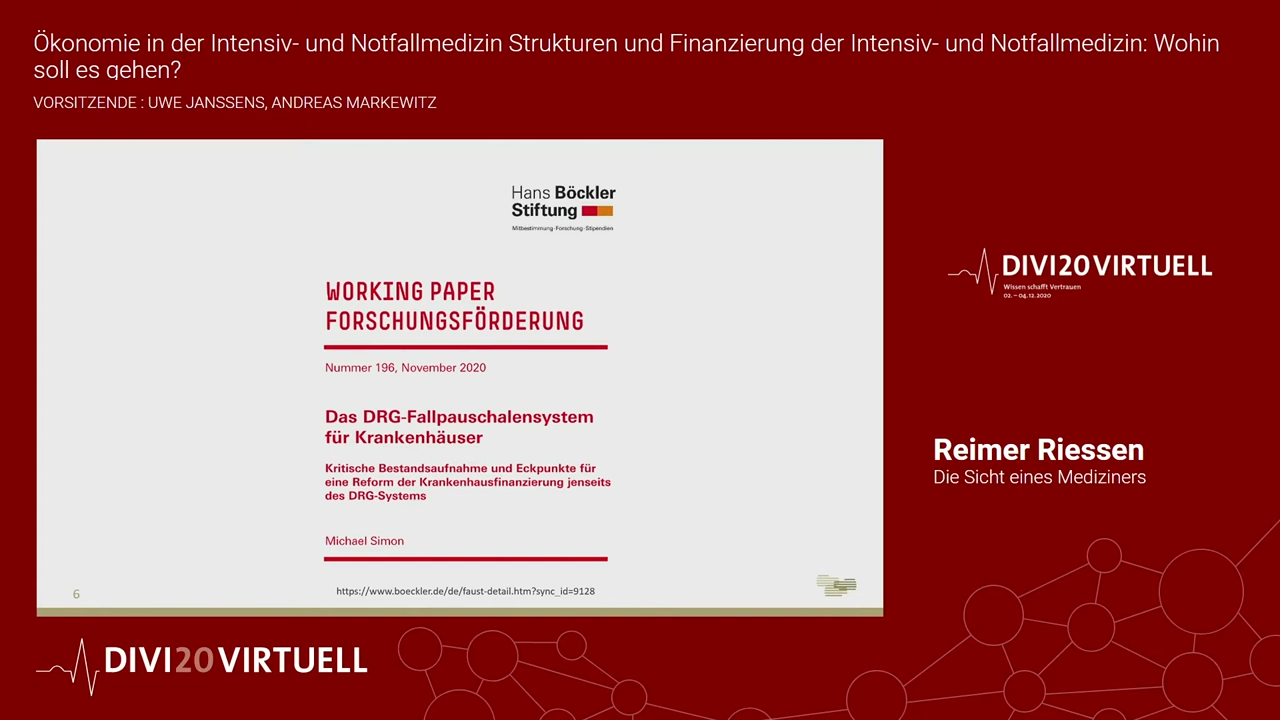 Ökonomie in der Intensiv- und Notfallmedizin Strukturen und Finanzierung der Intensiv- und Notfallmedizin: Wohin
soll es gehen?
VORSITZENDE : UWE JANSSENS, ANDREAS MARKEWITZ
Hans Böckler
Stiftung
Mitbestimmung·Forschung·Stipendien
WORKING PAPER
FORSCHUNGSFÖRDERUNG
Nummer 196, November 2020
Das DRG-Fallpauschalensystem
für Krankenhäuser
Kritische Bestandsaufnahme und Eckpunkte für
eine Reform der Krankenhausfinanzierung jenseits
des DRG-Systems
Michael Simon
https://www.boeckler.de/de/faust-detail.htm?sync_id=9128
6
DIVI20VIRTUELL
Wissen schafft Vertrauen
02. – 04.12.2020
Reimer Riessen
Die Sicht eines Mediziners
DIVI20VIRTUELL